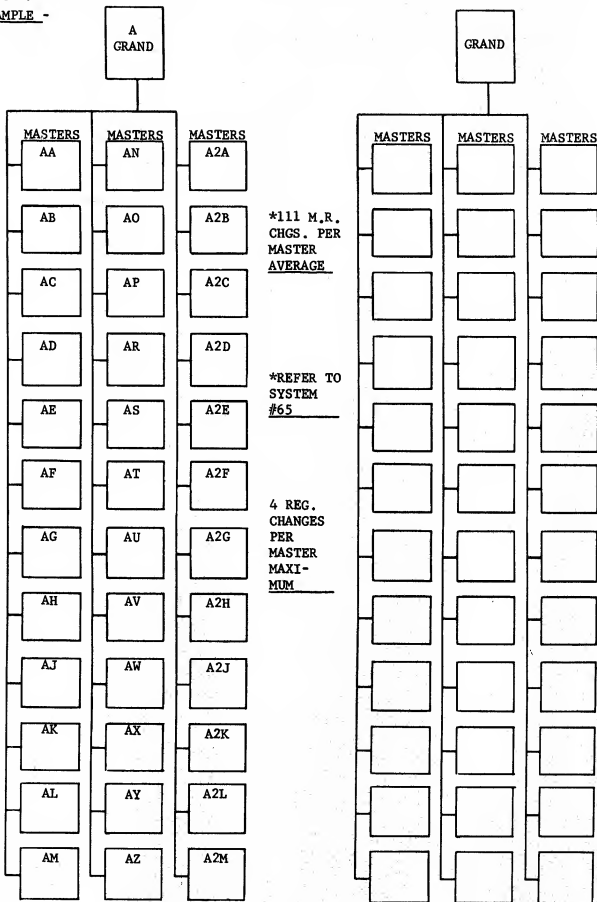 AMPLE -
A
GRAND
MASTERS MASTERS MASTERS
AA AN A2A
AB AO A2B
AC AP A2C
AD AR A2D
AE AS A2E
AF AT A2F
AG AU A2G
AH AV A2H
AJ AW A2J
AK AX A2K
AL AY A2L
AM AZ A2M
*111 M.R.
CHGS. PER
MASTER
AVERAGE
*REFER TO
SYSTEM
#65
4 REG.
CHANGES
PER
MASTER
MAXI-
MUM
GRAND
MASTERS MASTERS MASTERS